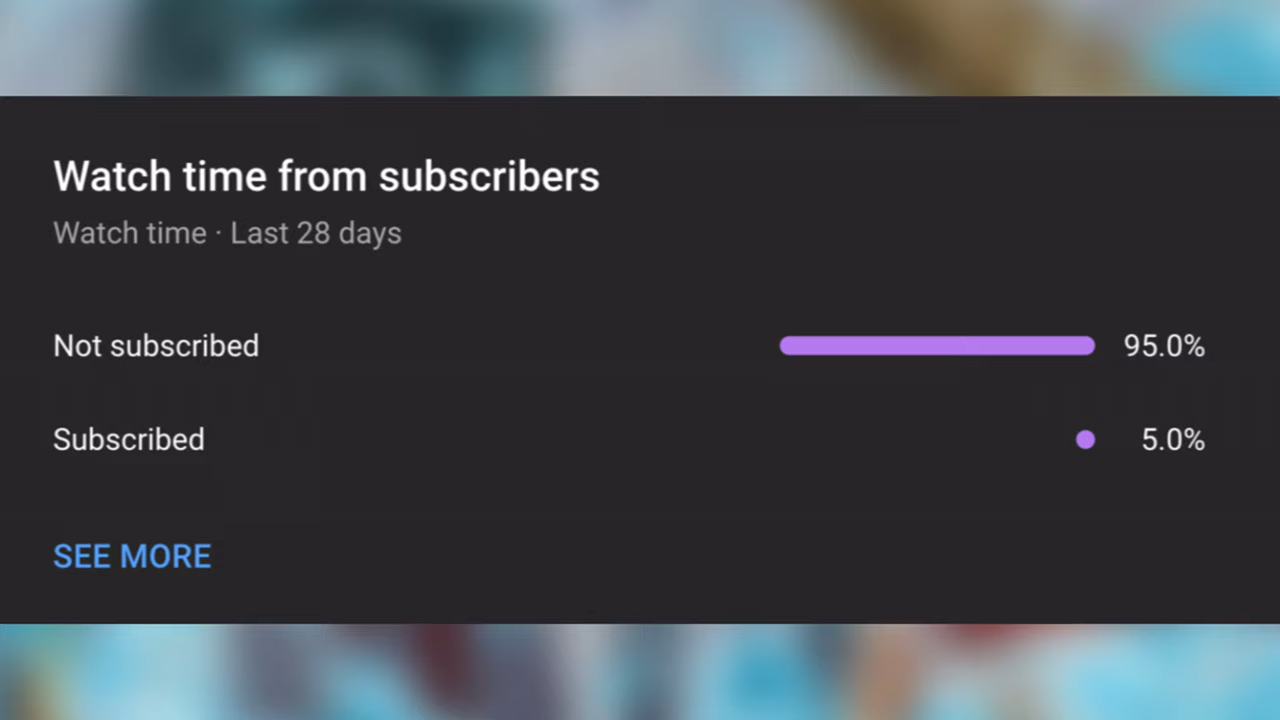 Watch time from subscribers
Watch time · Last 28 days
Not subscribed 95.0%
Subscribed 5.0%
SEE MORE